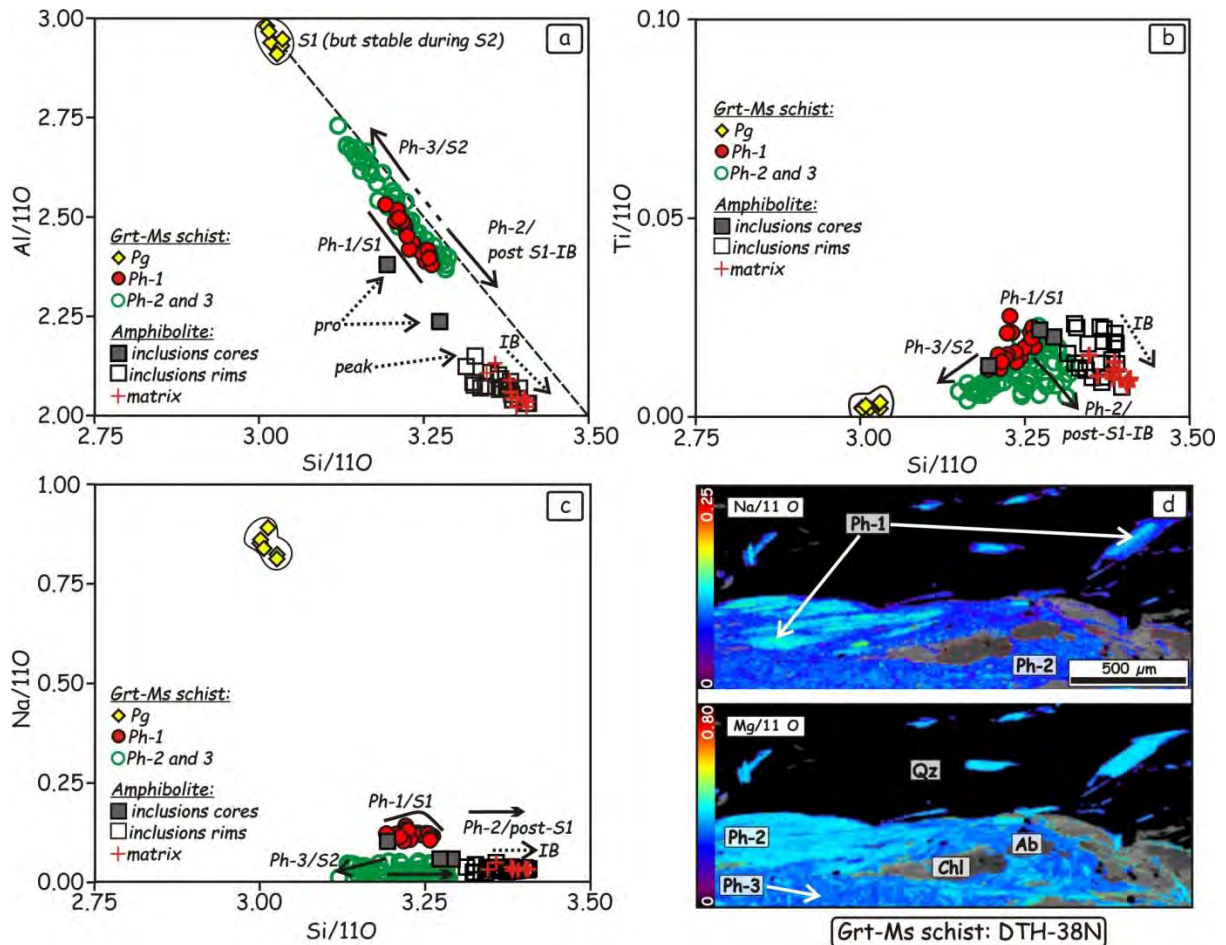 3.00
S1 (but stable during S2)
a
2.75
Ph-3/S2
Al/11O
2.50
Grt-Ms schist:
Pg
Ph-1
Ph-2 and 3
Ph-1/S1
Ph-2/
post S1-IB
Amphibolite:
inclusions cores
inclusions rims
matrix
2.25
pro
peak
IB
2.00
2.75
3.00
3.25
3.50
Si/11O
0.10
b
Ti/11O
Grt-Ms schist:
Pg
Ph-1
Ph-2 and 3
Amphibolite:
inclusions cores
inclusions rims
matrix
0.05
Ph-1/S1
IB
Ph-3/S2
Ph-2/
post-S1-IB
0.00
2.75
3.00
3.25
3.50
Si/11O
1.00
c
0.75
Na/11O
0.50
Grt-Ms schist:
Pg
Ph-1
Ph-2 and 3
Amphibolite:
inclusions cores
inclusions rims
matrix
0.25
Ph-1/S1
Ph-2/post-S1
IB
Ph-3/S2
0.00
2.75
3.00
3.25
3.50
Si/11O
0.25
Na/11 O
Ph-1
d
Ph-2
500 µm
0
0.80
Mg/11 O
Qz
Ph-2
Ab
Chl
Ph-3
0
Grt-Ms schist: DTH-38N